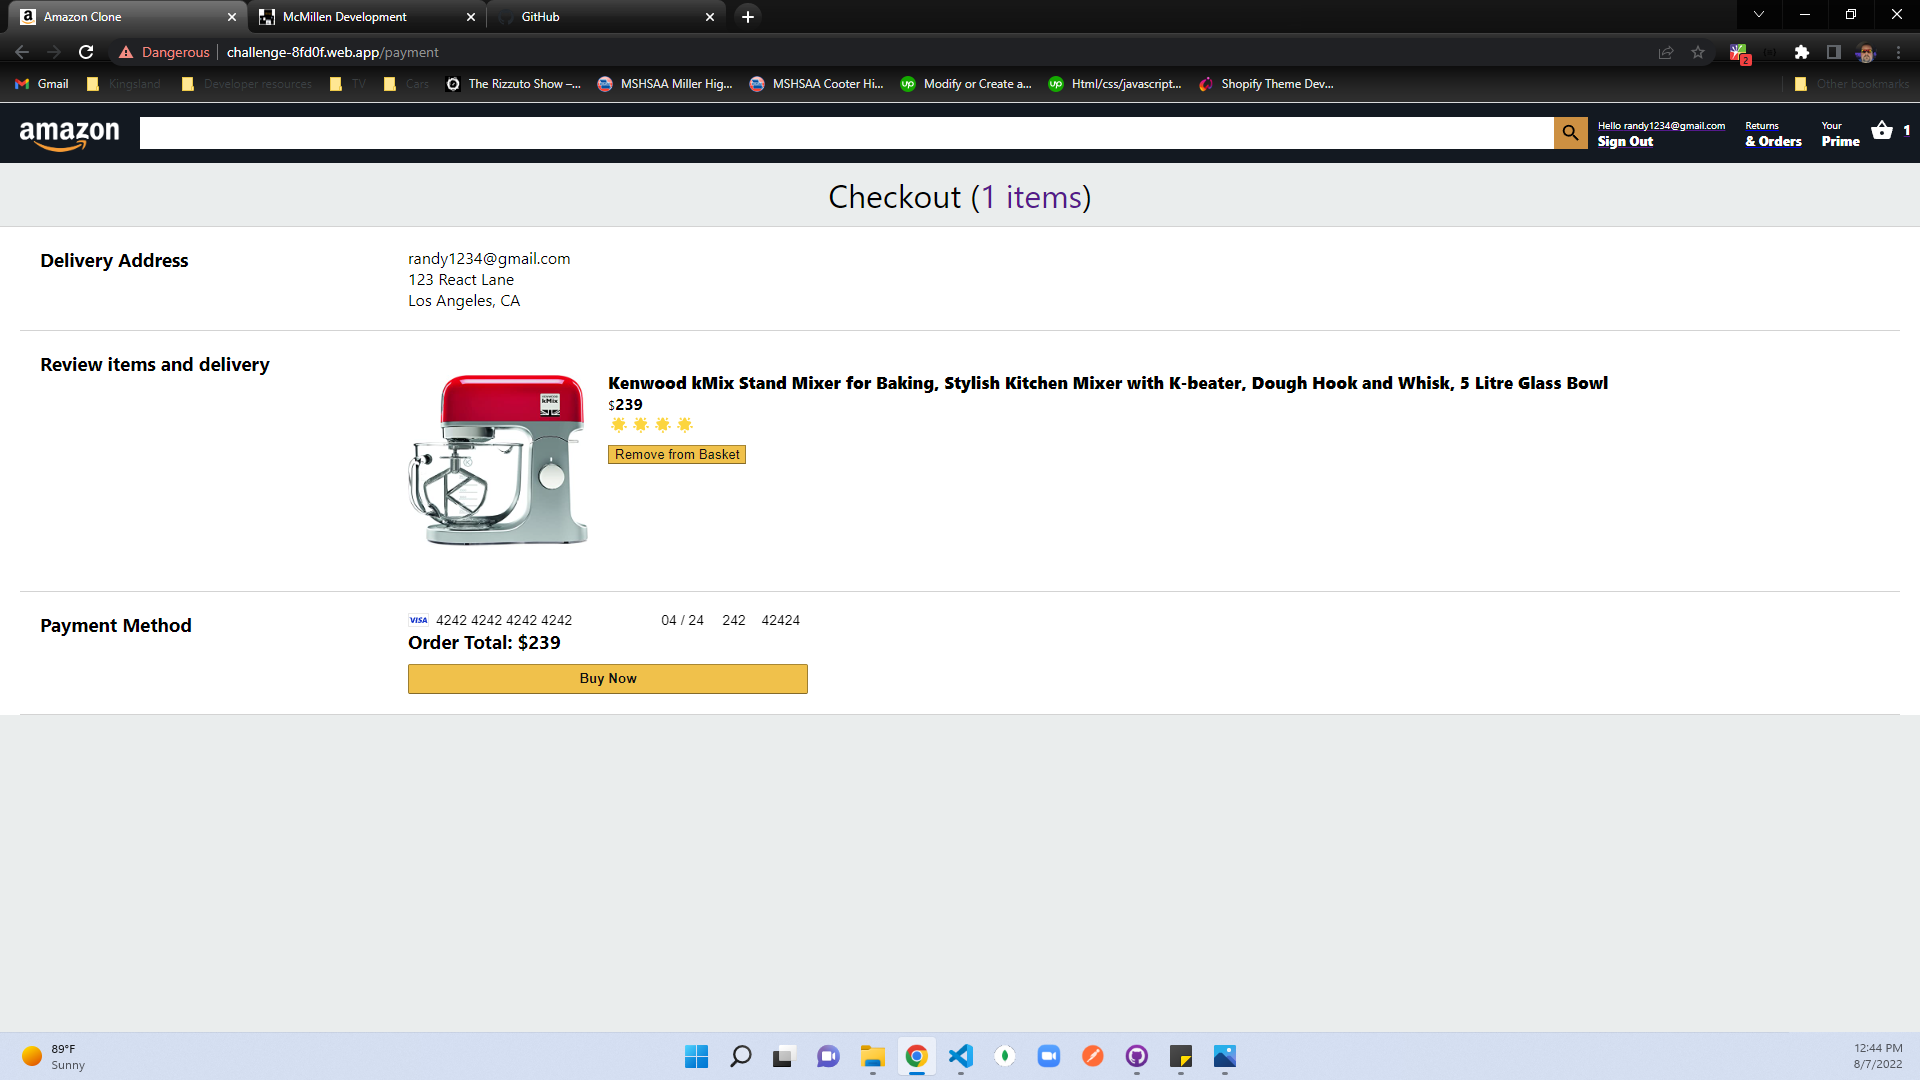 Amazon Clone
McMillen Development
GitHub
Dangerous
challenge-8fd0f.web.app/payment
2
Gmail
Kingsland
Developer resources
TV
Cars
The Rizzuto Show –...
MSHSAA Miller Hig...
MSHSAA Cooter Hi...
up
Modify or Create a...
up
Html/css/javascript...
Shopify Theme Dev...
Other bookmarks
amazon
Hello randy1234@gmail.com
Sign Out
Returns
& Orders
Your
Prime
1
Checkout (1 items)
Delivery Address
randy1234@gmail.com
123 React Lane
Los Angeles, CA
Review items and delivery
kMix
Kenwood kMix Stand Mixer for Baking, Stylish Kitchen Mixer with K-beater, Dough Hook and Whisk, 5 Litre Glass Bowl
$239
Remove from Basket
Payment Method
VISA 4242 4242 4242 4242 04 / 24 242 42424
Order Total: $239
Buy Now
89°F
Sunny
12:44 PM
8/7/2022